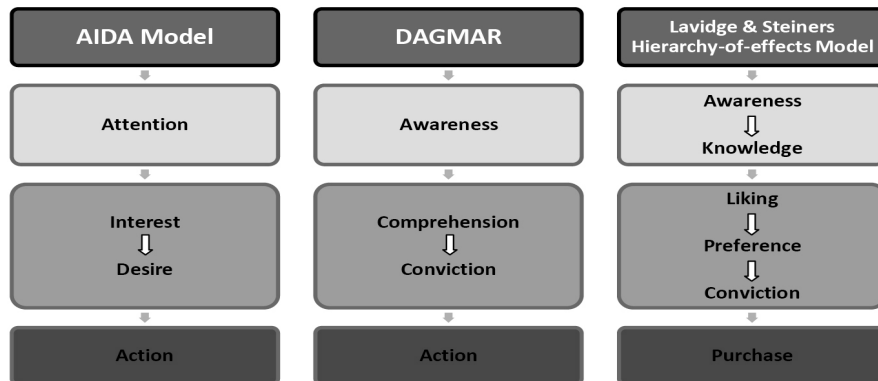 AIDA Model
Attention
Interest
Desire
Action
DAGMAR
Awareness
Comprehension
Conviction
Action
Lavidge & Steiners
Hierarchy-of-effects Model
Awareness
Knowledge
Liking
Preference
Conviction
Purchase